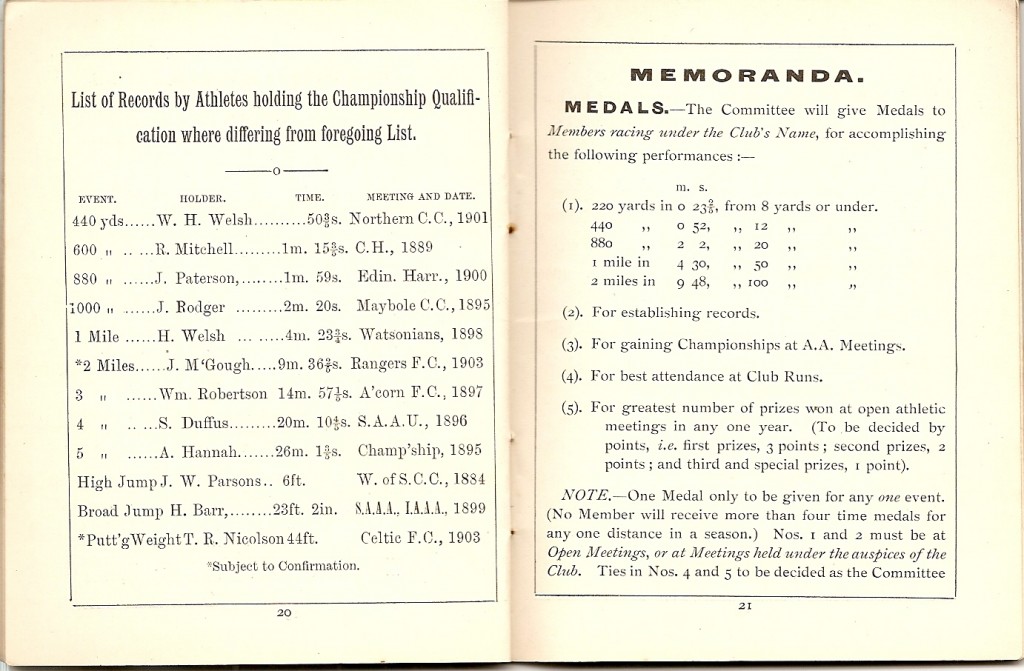 List of Records by Athletes holding the Championship Qualifi-
cation where differing from foregoing List.
EVENT. HOLDER. TIME. MEETING AND DATE.
440 yds......W. H. Welsh..........50⅗s. Northern C.C., 1901
600 „ .. ...R. Mitchell.........1m. 15⅗s. C.H., 1889
880 „ ......J. Paterson,........1m. 59s. Edin. Harr., 1900
1000 „ ......J. Rodger .........2m. 20s. Maybole C.C., 1895
1 Mile ......H. Welsh ... ......4m. 23¾s. Watsonians, 1898
*2 Miles......J. M‘Gough.....9m. 36⅖s. Rangers F.C., 1903
3 „ ......Wm. Robertson 14m. 57⅕s. A'corn F.C., 1897
4 „ .. ...S. Duffus.........20m. 10⅘s. S.A.A.U., 1896
5 „ ......A. Hannah.......26m. 1⅗s. Champ'ship, 1895
High Jump J. W. Parsons.. 6ft. W. of S.C.C., 1884
Broad Jump H. Barr,.......23ft. 2in. S.A.A.A., I.A.A.A., 1899
*Putt'g Weight T. R. Nicolson 44ft. Celtic F.C., 1903
*Subject to Confirmation.
20
MEMORANDA.
MEDALS.—The Committee will give Medals to
Members racing under the Club's Name, for accomplishing
the following performances :—
m. s.
(1). 220 yards in 0 23⅖, from 8 yards or under.
440 ,, 0 52, ,, 12 ,, ,,
880 ,, 2 2, ,, 20 ,, ,,
1 mile in 4 30, ,, 50 ,, ,,
2 miles in 9 48, ,, 100 ,, ,,
(2). For establishing records.
(3). For gaining Championships at A.A. Meetings.
(4). For best attendance at Club Runs.
(5). For greatest number of prizes won at open athletic
meetings in any one year. (To be decided by
points, i.e. first prizes, 3 points ; second prizes, 2
points ; and third and special prizes, 1 point).
NOTE.—One Medal only to be given for any one event.
(No Member will receive more than four time medals for
any one distance in a season.) Nos. 1 and 2 must be at
Open Meetings, or at Meetings held under the auspices of the
Club. Ties in Nos. 4 and 5 to be decided as the Committee
21